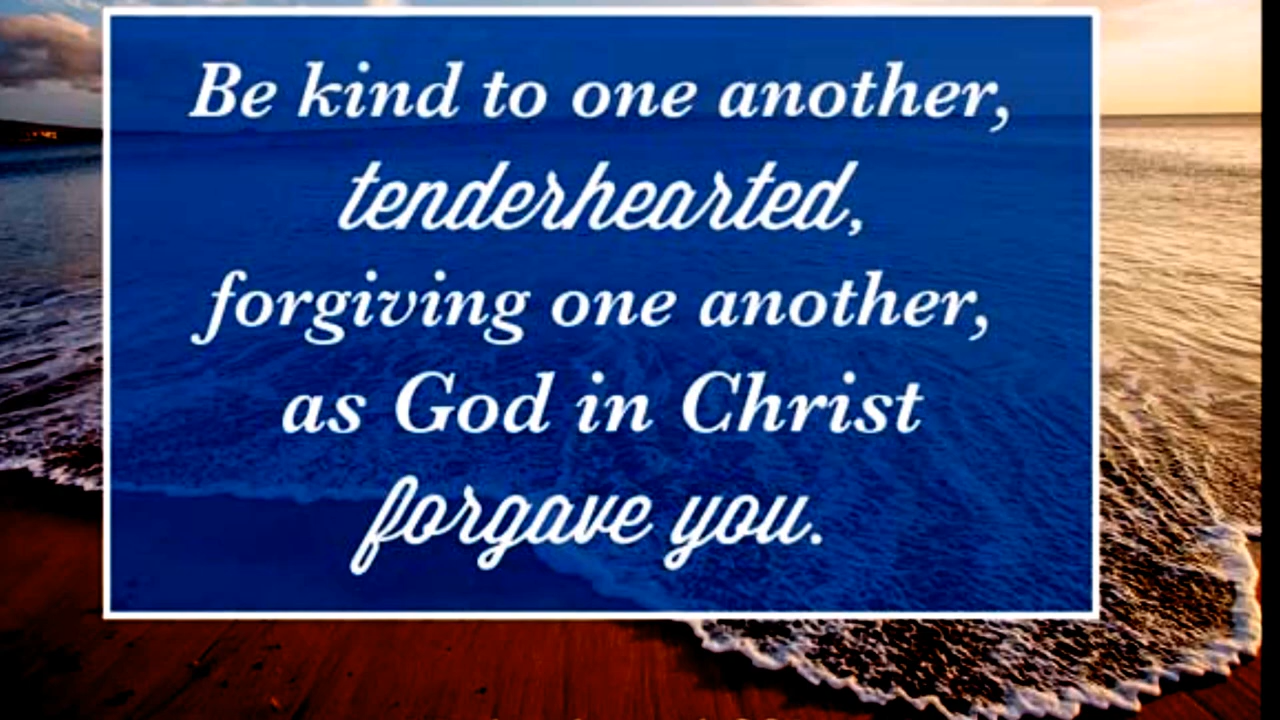 Be kind to one another,
tenderhearted,
forgiving one another,
as God in Christ
forgave you.